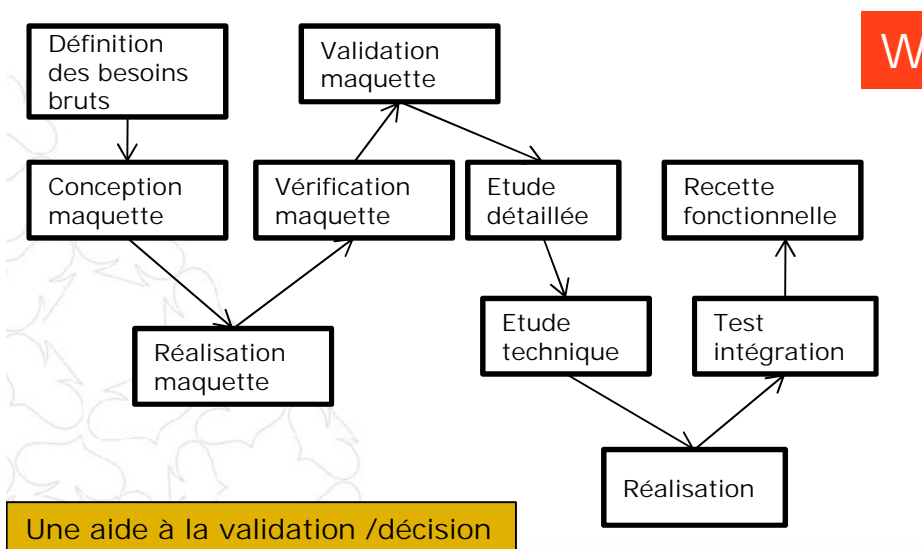 Définition
des besoins
bruts
Validation
maquette
W
Conception
maquette
Vérification
maquette
Etude
détaillée
Recette
fonctionnelle
Réalisation
maquette
Etude
technique
Test
intégration
Réalisation
Une aide à la validation /décision